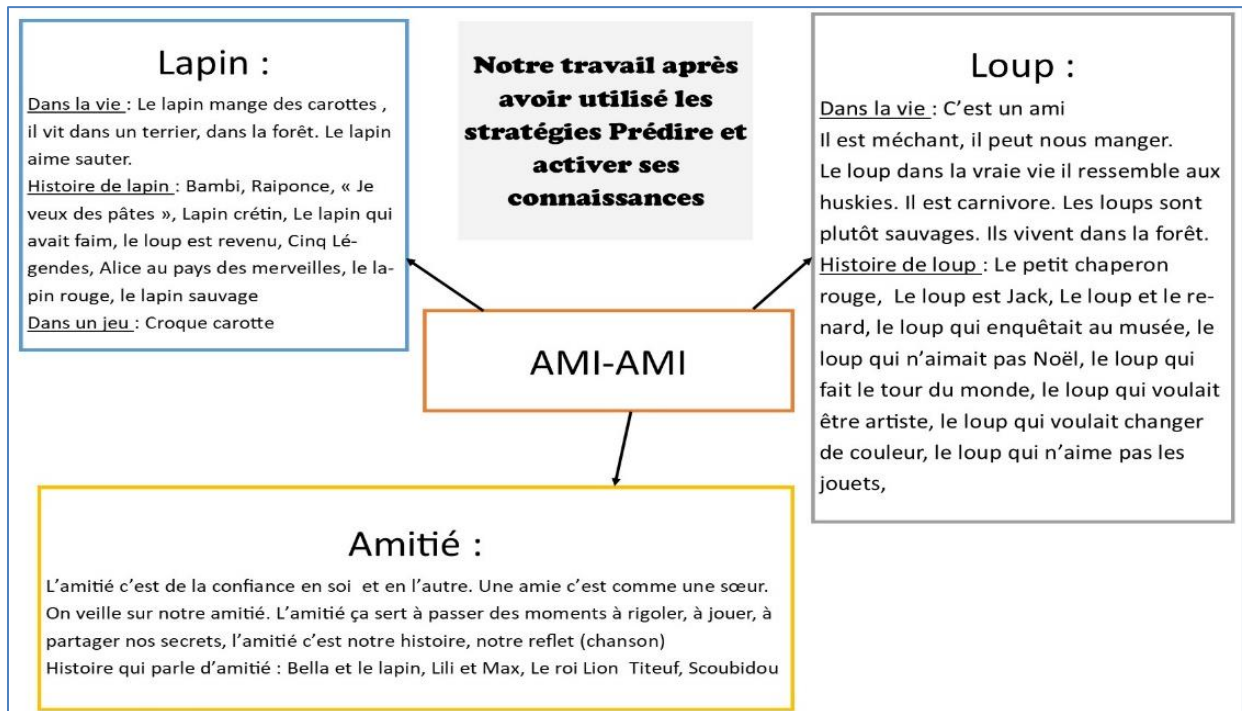 Lapin :
Dans la vie : Le lapin mange des carottes ,
il vit dans un terrier, dans la forêt. Le lapin
aime sauter.
Histoire de lapin : Bambi, Raiponce, « Je
veux des pâtes », Lapin crétin, Le lapin qui
avait faim, le loup est revenu, Cinq Lé-
gendes, Alice au pays des merveilles, le la-
pin rouge, le lapin sauvage
Dans un jeu : Croque carotte
Notre travail après
avoir utilisé les
stratégies Prédire et
activer ses
connaissances
Loup :
Dans la vie : C’est un ami
Il est méchant, il peut nous manger.
Le loup dans la vraie vie il ressemble aux
huskies. Il est carnivore. Les loups sont
plutôt sauvages. Ils vivent dans la forêt.
Histoire de loup : Le petit chaperon
rouge, Le loup est Jack, Le loup et le re-
nard, le loup qui enquêtait au musée, le
loup qui n’aimait pas Noël, le loup qui
fait le tour du monde, le loup qui voulait
être artiste, le loup qui voulait changer
de couleur, le loup qui n’aime pas les
jouets,
AMI-AMI
Amitié :
L’amitié c’est de la confiance en soi et en l’autre. Une amie c’est comme une sœur.
On veille sur notre amitié. L’amitié ça sert à passer des moments à rigoler, à jouer, à
partager nos secrets, l’amitié c’est notre histoire, notre reflet (chanson)
Histoire qui parle d’amitié : Bella et le lapin, Lili et Max, Le roi Lion Titeuf, Scoubidou